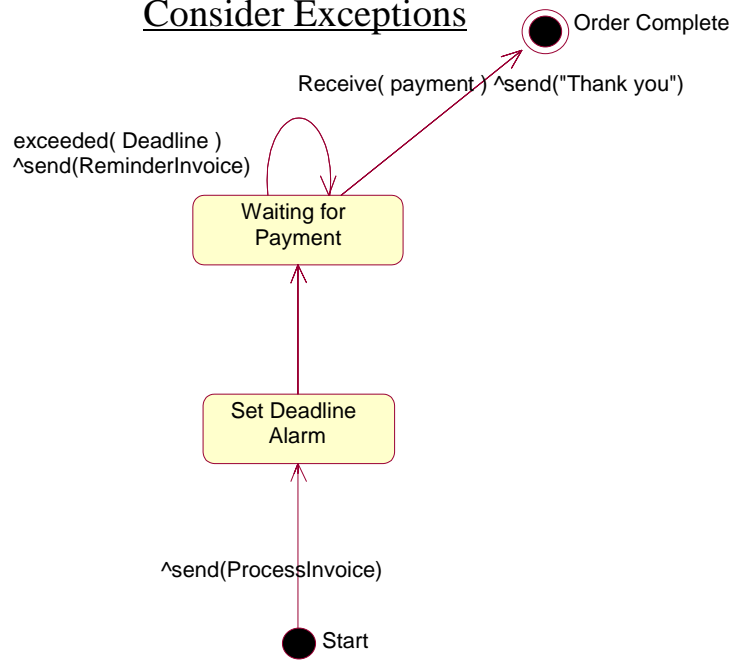 Consider Exceptions
Order Complete
Receive( payment ) ^send("Thank you")
exceeded( Deadline )
^send(ReminderInvoice)
Waiting for
Payment
Set Deadline
Alarm
^send(ProcessInvoice)
Start